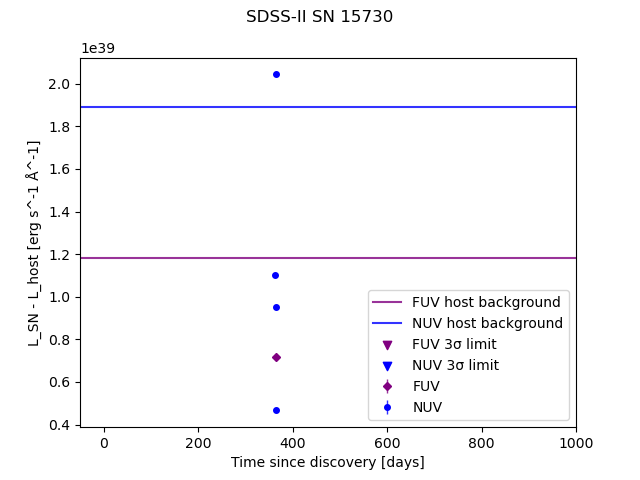 SDSS-II SN 15730
1e39
L_SN - L_host [erg s^-1 Å^-1]
2.0
1.8
1.6
1.4
1.2
1.0
0.8
0.6
0.4
FUV host background
NUV host background
FUV 3σ limit
NUV 3σ limit
FUV
NUV
0 200 400 600 800 1000
Time since discovery [days]